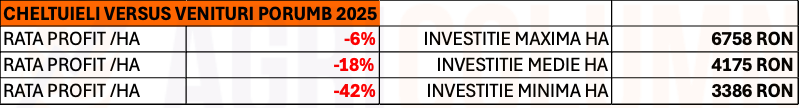 CHELTUIELI VERSUS VENITURI PORUMB 2025
RATA PROFIT /HA -6% INVESTITIE MAXIMA HA 6758 RON
RATA PROFIT /HA -18% INVESTITIE MEDIE HA 4175 RON
RATA PROFIT /HA -42% INVESTITIE MINIMA HA 3386 RON